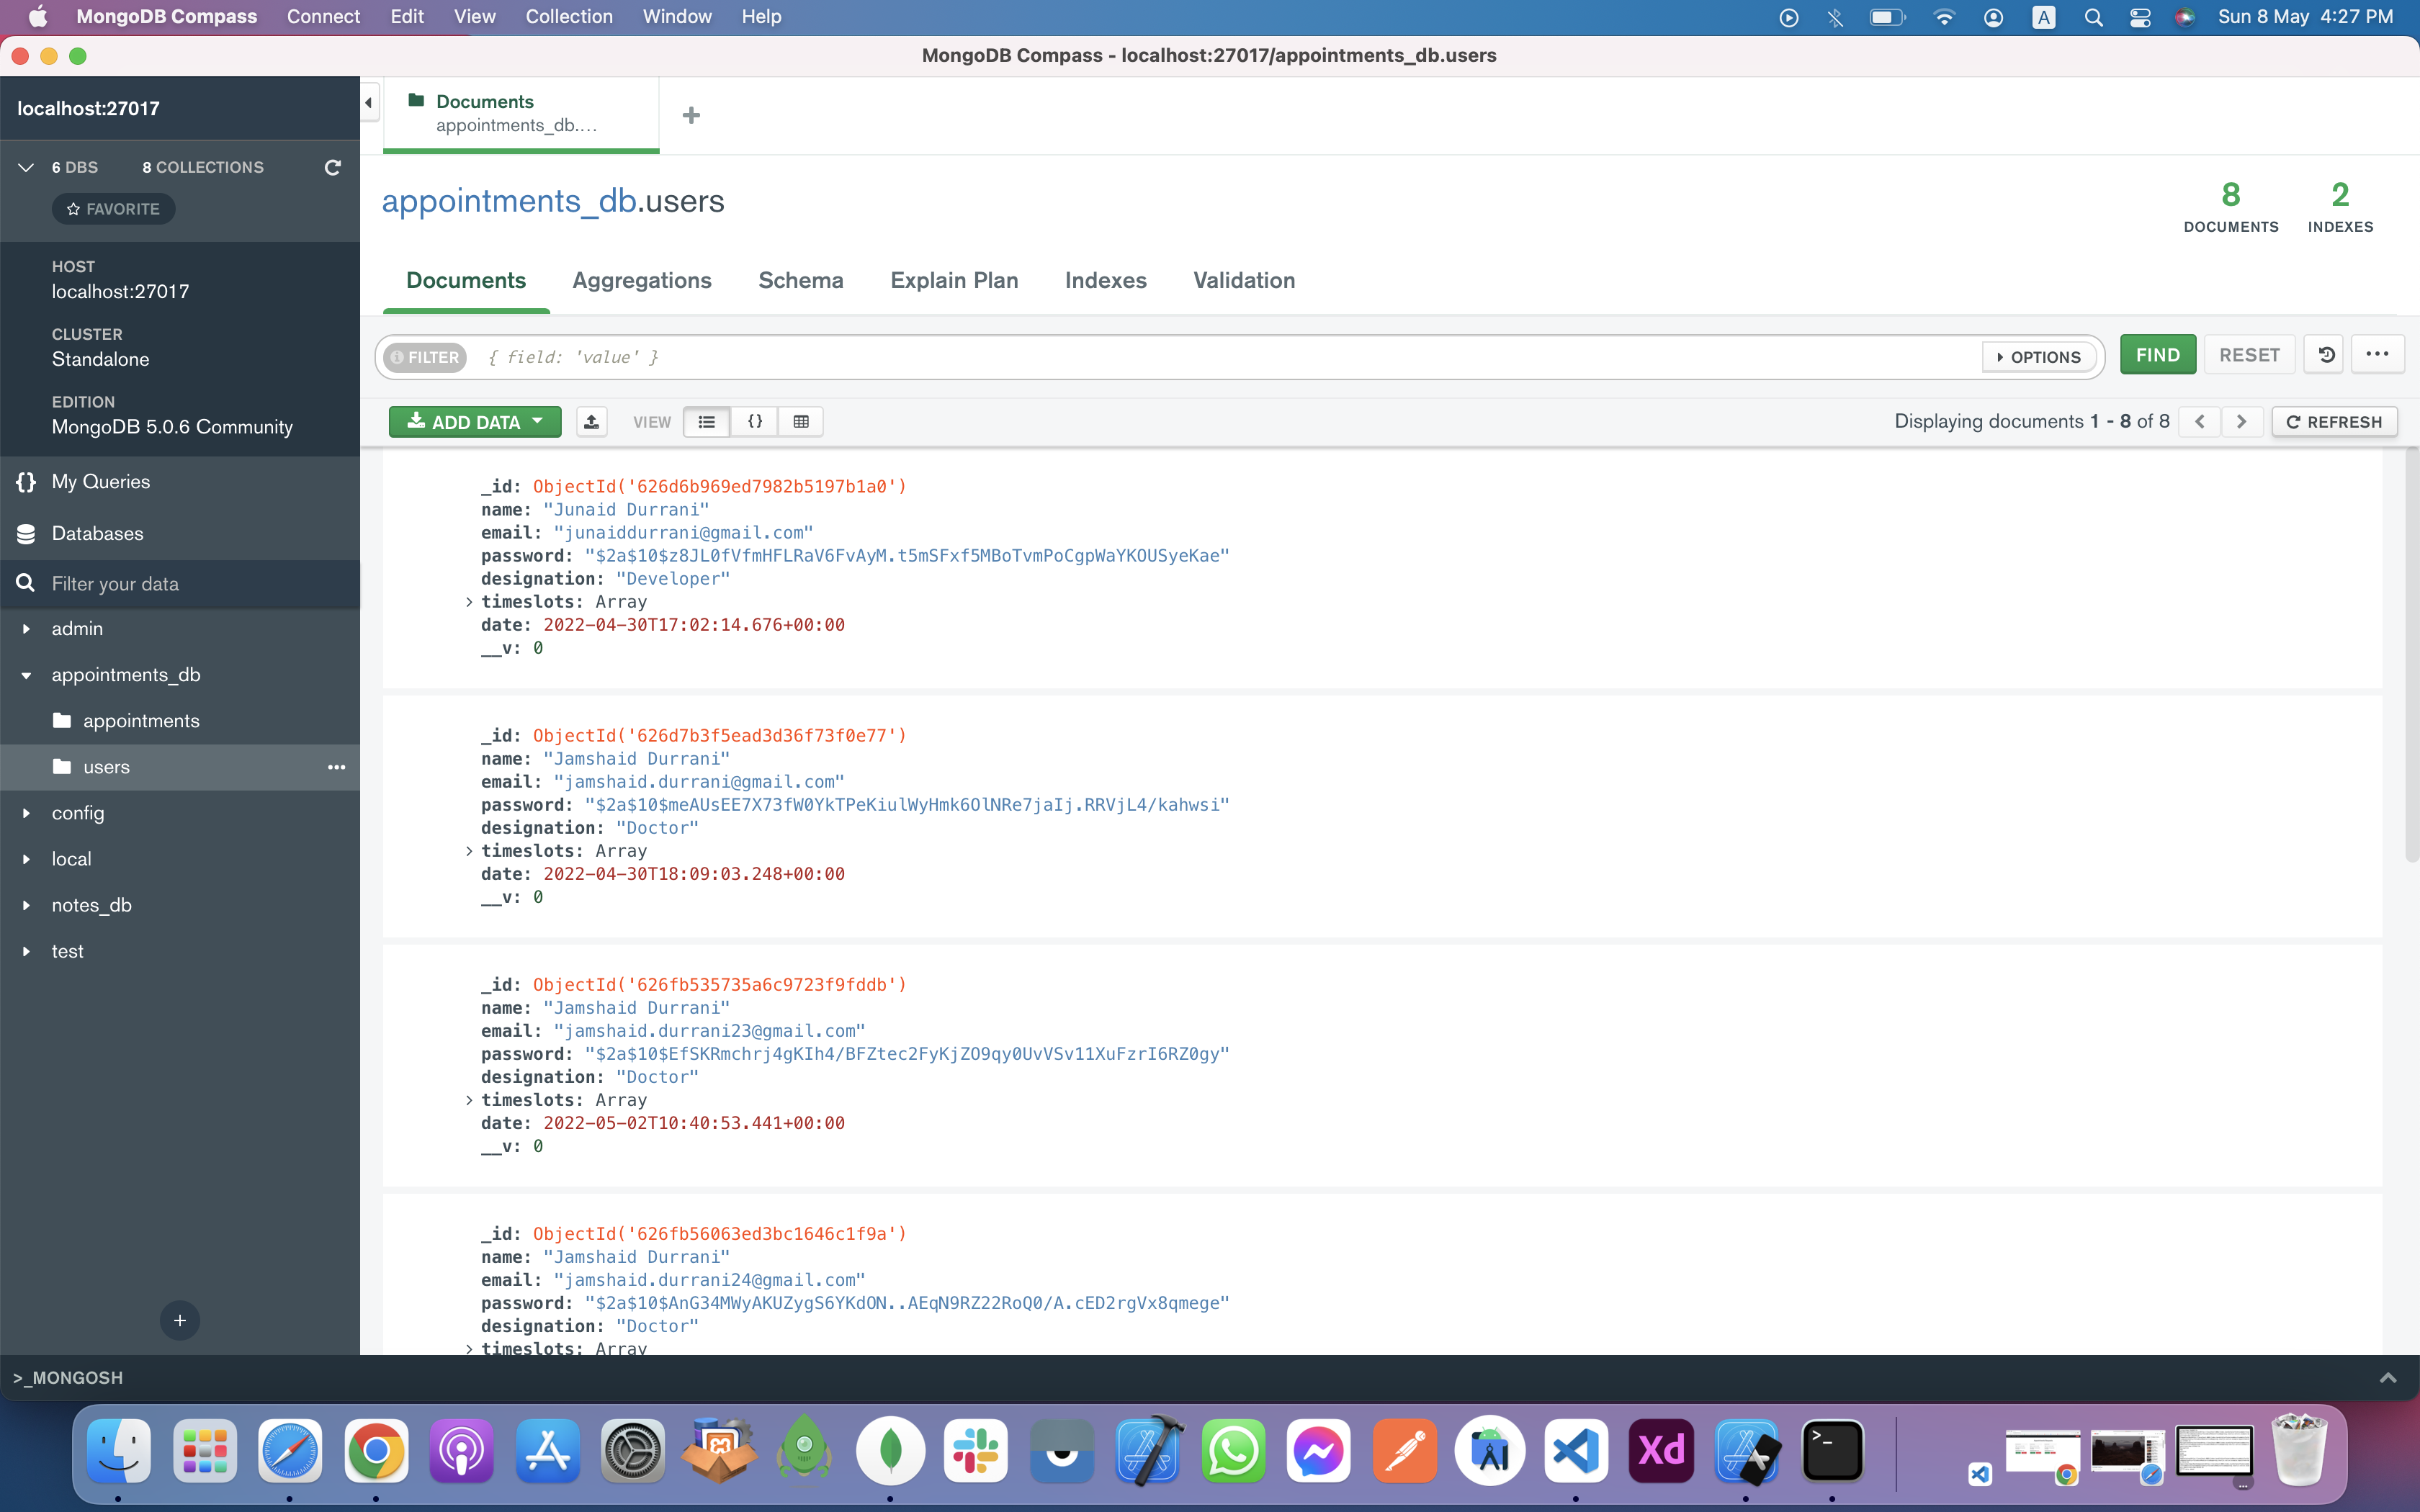 MongoDB Compass Connect Edit View Collection Window Help A Sun 8 May 4:27 PM
MongoDB Compass - localhost:27017/appointments_db.users
localhost:27017
6 DBS 8 COLLECTIONS
FAVORITE
HOST
localhost:27017
CLUSTER
Standalone
EDITION
MongoDB 5.0.6 Community
{} My Queries
Databases
Filter your data
admin
appointments_db
appointments
users
config
local
notes_db
test
Documents
appointments_db....
appointments_db.users
8
DOCUMENTS
2
INDEXES
Documents Aggregations Schema Explain Plan Indexes Validation
FILTER { field: 'value' } OPTIONS FIND RESET
ADD DATA VIEW {} Displaying documents 1 - 8 of 8 REFRESH
_id: ObjectId('626d6b969ed7982b5197b1a0')
name: "Junaid Durrani"
email: "junaiddurrani@gmail.com"
password: "$2a$10$z8JL0fVfmHFLRaV6FvAyM.t5mSFxf5MBoTvmPoCgpWaYKOUSyeKae"
designation: "Developer"
timeslots: Array
date: 2022-04-30T17:02:14.676+00:00
__v: 0
_id: ObjectId('626d7b3f5ead3d36f73f0e77')
name: "Jamshaid Durrani"
email: "jamshaid.durrani@gmail.com"
password: "$2a$10$meAUsEE7X73fW0YkTPeKiulWyHmk6OlNRe7jaIj.RRVjL4/kahwsi"
designation: "Doctor"
timeslots: Array
date: 2022-04-30T18:09:03.248+00:00
__v: 0
_id: ObjectId('626fb535735a6c9723f9fddb')
name: "Jamshaid Durrani"
email: "jamshaid.durrani23@gmail.com"
password: "$2a$10$EfSKRmchrj4gKIh4/BFZtec2FyKjZO9qy0UvVSv11XuFzrI6RZ0gy"
designation: "Doctor"
timeslots: Array
date: 2022-05-02T10:40:53.441+00:00
__v: 0
_id: ObjectId('626fb56063ed3bc1646c1f9a')
name: "Jamshaid Durrani"
email: "jamshaid.durrani24@gmail.com"
password: "$2a$10$AnG34MWyAKUZygS6YKdON..AEqN9RZ22RoQ0/A.cED2rgVx8qmege"
designation: "Doctor"
timeslots: Array
>_MONGOSH
Xd
>_